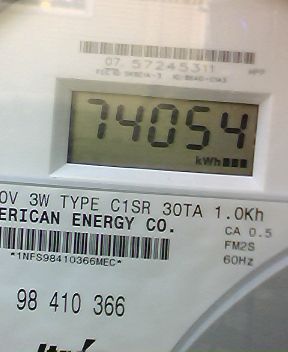 07 57245311
74054
kWh
0V 3W TYPE C1SR 30TA 1.0Kh
ERICAN ENERGY CO.
CA 0.5
FM2S
*1NFS98410366MEC*
60Hz
98 410 366